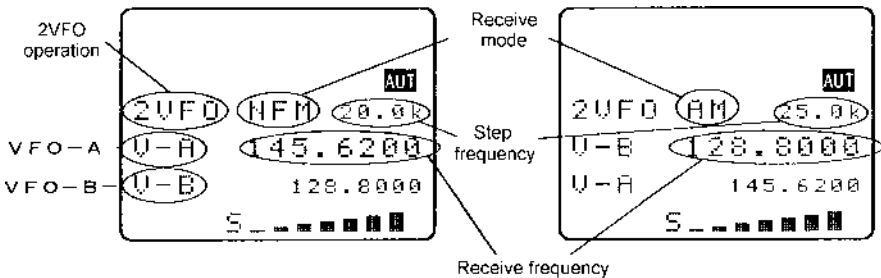 2VFO
operation
Receive
mode
AUT
2VFO NFM 20.0k
VFO-A V-A 145.6200
VFO-B- V-B 128.8000
S
Step
frequency
AUT
2VFO AM 25.0k
V-B 128.8000
V-A 145.6200
S
Receive frequency